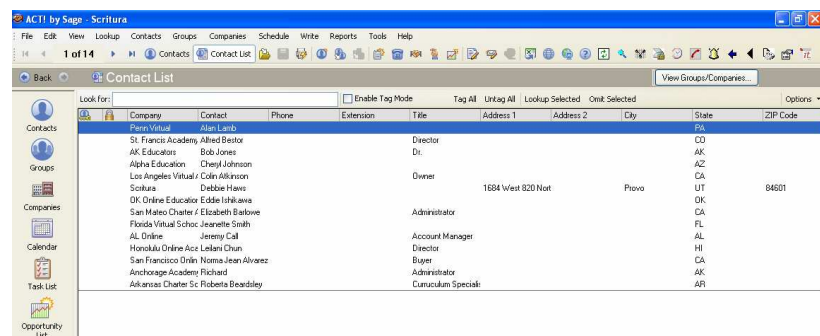 ACT! by Sage - Scritura
File Edit View Lookup Contacts Groups Companies Schedule Write Reports Tools Help
1 of 14 Contacts Contact List
Back Contact List View Groups/Companies...
Look for: Enable Tag Mode Tag All Untag All Lookup Selected Omit Selected Options
Company Contact Phone Extension Title Address 1 Address 2 City State ZIP Code
Penn Virtual Alan Lamb PA
St. Francis Academy Alfred Bestor Director CO
AK Educators Bob Jones Dr. AK
Alpha Education Cheryl Johnson AZ
Los Angeles Virtual Colin Atkinson Owner CA
Scritura Debbie Haws 1684 West 820 Nort Provo UT 84601
OK Online Education Eddie Ishikawa OK
San Mateo Charter Elizabeth Barlowe Administrator CA
Florida Virtual Schoc Jeanette Smith FL
AL Online Jeremy Call Account Manager AL
Honolulu Online Aca Leilani Chun Director HI
San Francisco Onlin Norma Jean Alvarez Buyer CA
Anchorage Academy Richard Administrator AK
Arkansas Charter Sc Roberta Beardsley Curruculum Specialis AR
Contacts
Groups
Companies
Calendar
Task List
Opportunity
List